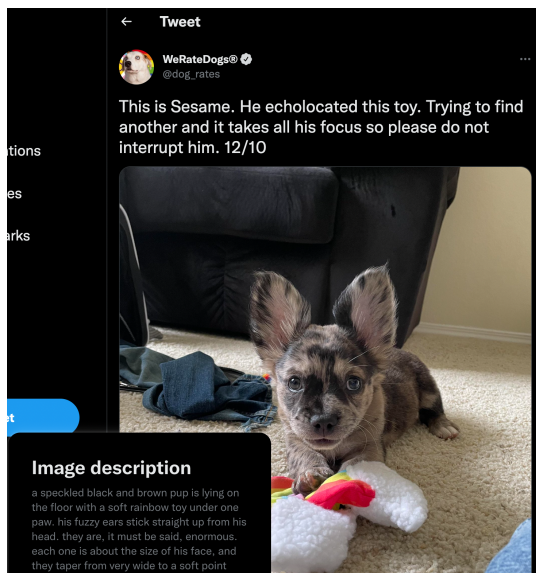 ← Tweet
WeRateDogs®
@dog_rates
This is Sesame. He echolocated this toy. Trying to find
another and it takes all his focus so please do not
interrupt him. 12/10
tions
es
arks
et
Image description
a speckled black and brown pup is lying on
the floor with a soft rainbow toy under one
paw. his fuzzy ears stick straight up from his
head. they are, it must be said, enormous.
each one is about the size of his face, and
they taper from very wide to a soft point